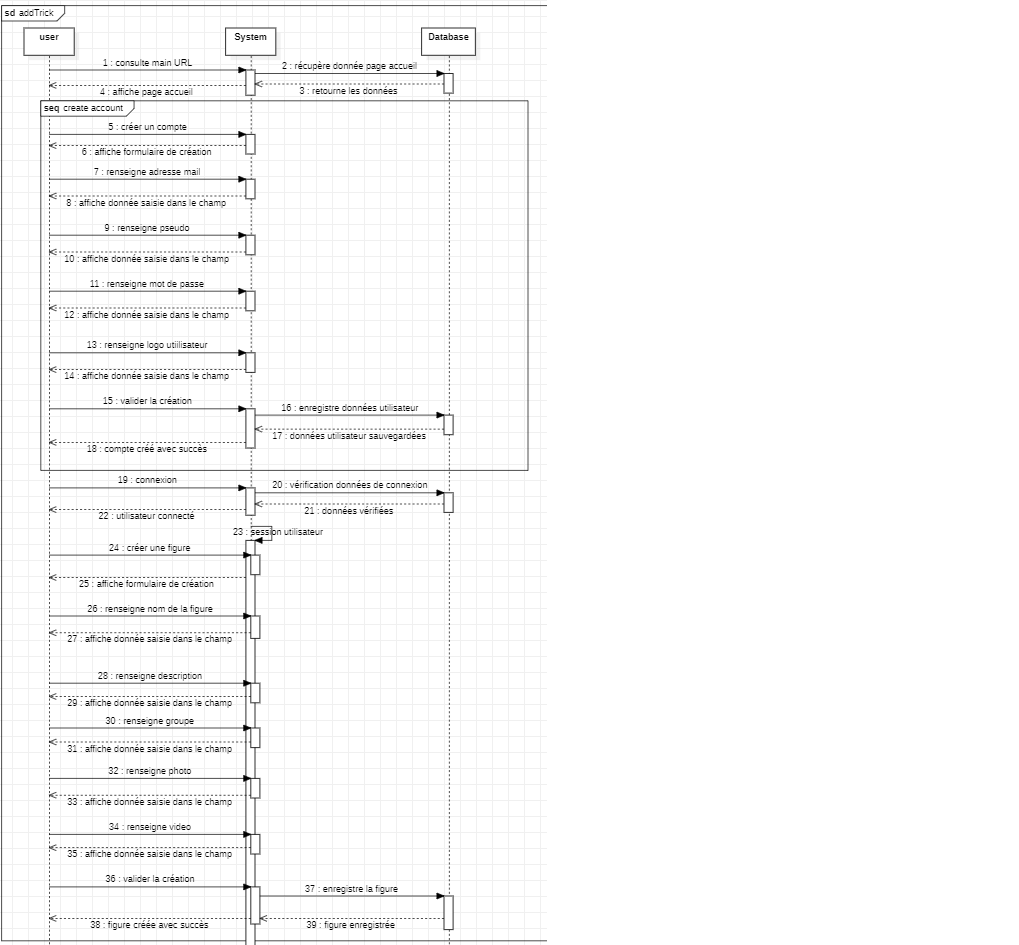 sd addTrick
user
System
Database
1 : consulte main URL
2 : récupère donnée page accueil
3 : retourne les données
4 : affiche page accueil
seq create account
5 : créer un compte
6 : affiche formulaire de création
7 : renseigne adresse mail
8 : affiche donnée saisie dans le champ
9 : renseigne pseudo
10 : affiche donnée saisie dans le champ
11 : renseigne mot de passe
12 : affiche donnée saisie dans le champ
13 : renseigne logo utiilisateur
14 : affiche donnée saisie dans le champ
15 : valider la création
16 : enregistre données utilisateur
17 : données utilisateur sauvegardées
18 : compte créé avec succès
19 : connexion
20 : vérification données de connexion
21 : données vérifiées
22 : utilisateur connecté
23 : session utilisateur
24 : créer une figure
25 : affiche formulaire de création
26 : renseigne nom de la figure
27 : affiche donnée saisie dans le champ
28 : renseigne description
29 : affiche donnée saisie dans le champ
30 : renseigne groupe
31 : affiche donnée saisie dans le champ
32 : renseigne photo
33 : affiche donnée saisie dans le champ
34 : renseigne video
35 : affiche donnée saisie dans le champ
36 : valider la création
37 : enregistre la figure
38 : figure créée avec succès
39 : figure enregistrée